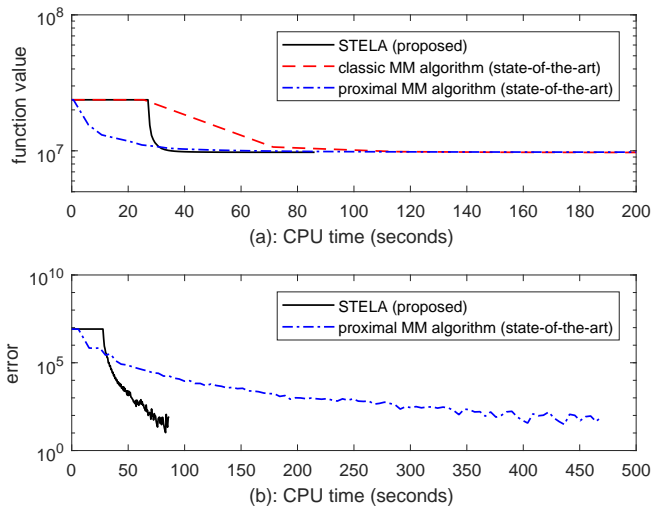 10^8
10^7
function value
STELA (proposed)
classic MM algorithm (state-of-the-art)
proximal MM algorithm (state-of-the-art)
0 20 40 60 80 100 120 140 160 180 200
(a): CPU time (seconds)
10^10
10^5
10^0
error
STELA (proposed)
proximal MM algorithm (state-of-the-art)
0 50 100 150 200 250 300 350 400 450 500
(b): CPU time (seconds)